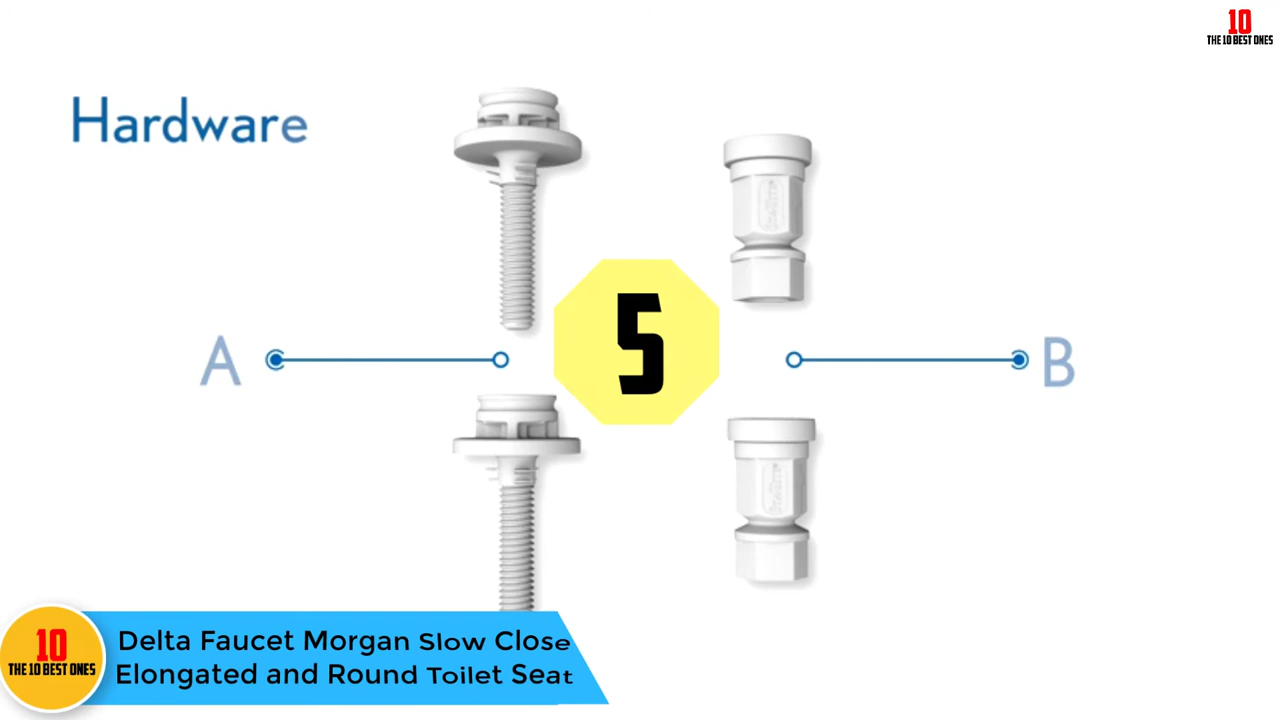 10
THE 10 BEST ONES
Hardware
5
A
B
10
THE 10 BEST ONES
Delta Faucet Morgan Slow Close
Elongated and Round Toilet Seat